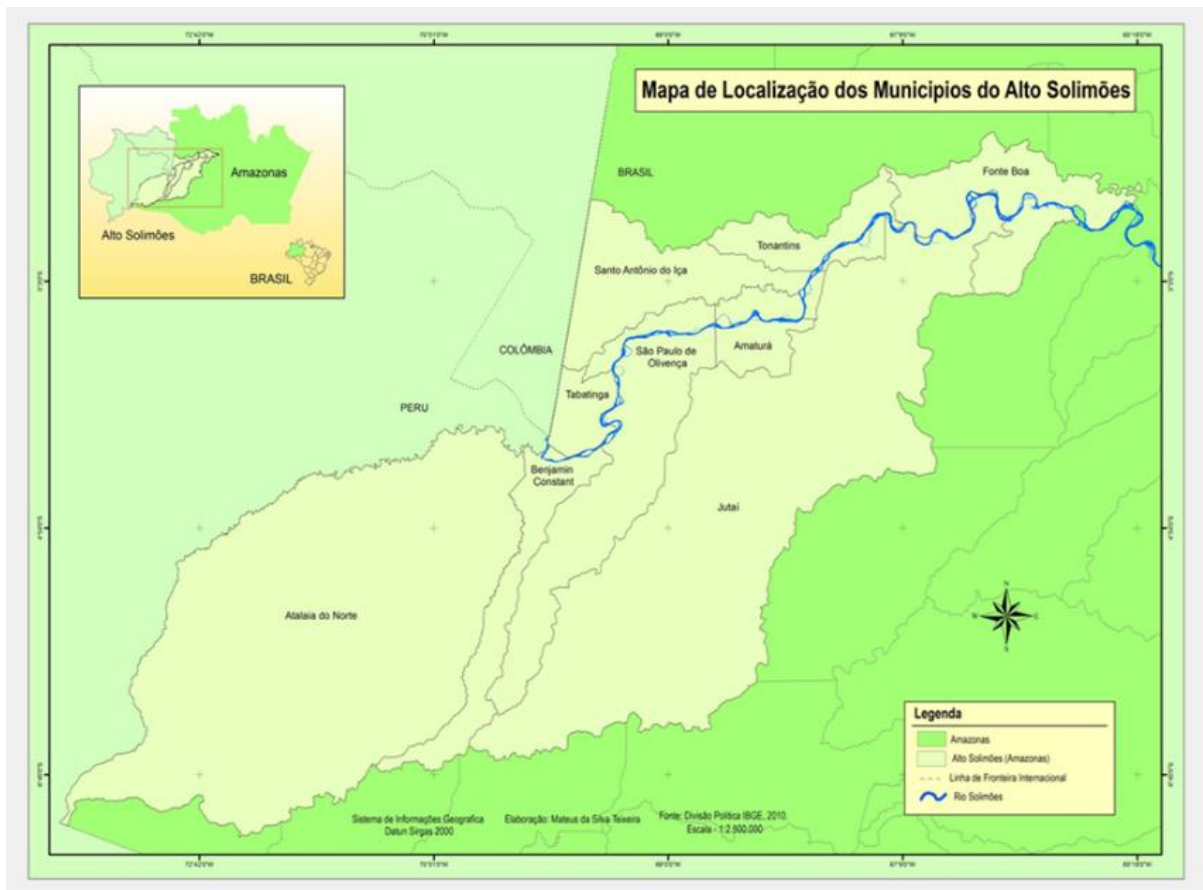 Mapa de Localização dos Municipios do Alto Solimões
Amazonas
Alto Solimões
BRASIL
BRASIL
Fonte Boa
Tonantins
Santo Antônio do Iça
COLÔMBIA
São Paulo de
Olivença
Amaturá
Tabatinga
PERU
Benjamin
Constant
Jutaí
Atalaia do Norte
N
S
Legenda
Amazonas
Alto Solimões (Amazonas)
Linha de Fronteira Internacional
Rio Solimões
Sistema de Informações Geografica
Datun Sirgas 2000
Elaboração: Mateus da Silva Teixeira
Fonte: Divisão Politica IBGE, 2010.
Escala - 1:2.500.000